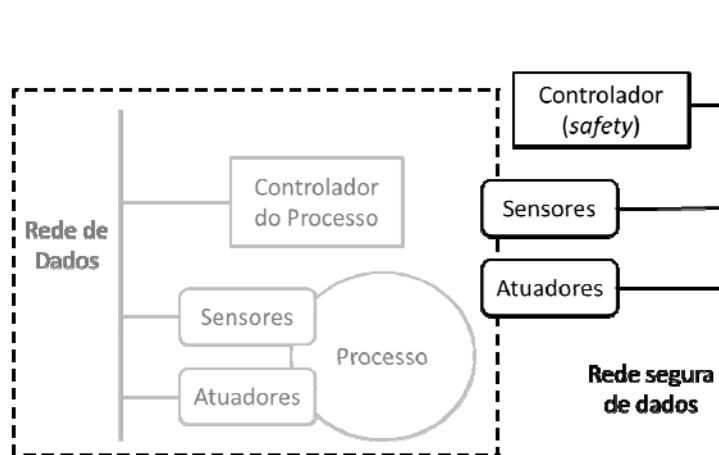 Controlador
(safety)
Controlador
do Processo
Rede de
Dados
Sensores
Atuadores
Sensores
Processo
Atuadores
Rede segura
de dados